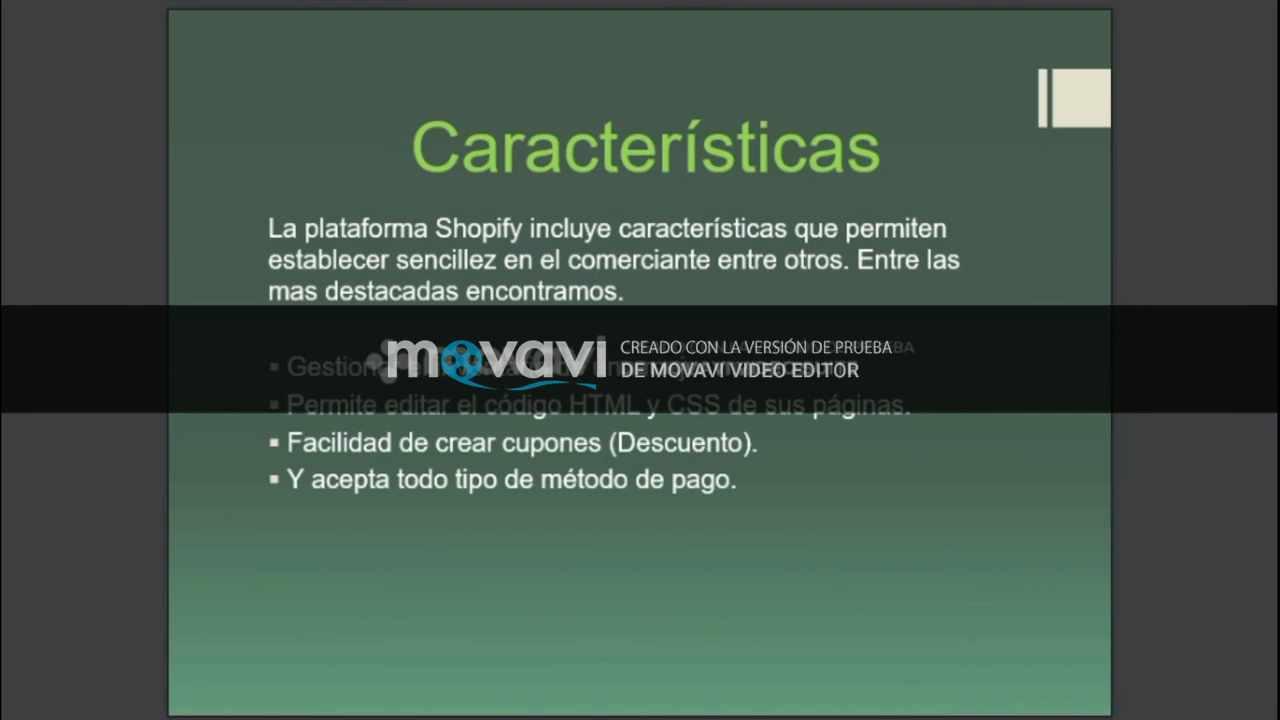 Características
La plataforma Shopify incluye características que permiten
establecer sencillez en el comerciante entre otros. Entre las
mas destacadas encontramos.
movavi
CREADO CON LA VERSIÓN DE PRUEBA
DE MOVAVI VIDEO EDITOR
▪ Gestionar
▪ Permite editar el código HTML y CSS de sus páginas.
▪ Facilidad de crear cupones (Descuento).
▪ Y acepta todo tipo de método de pago.